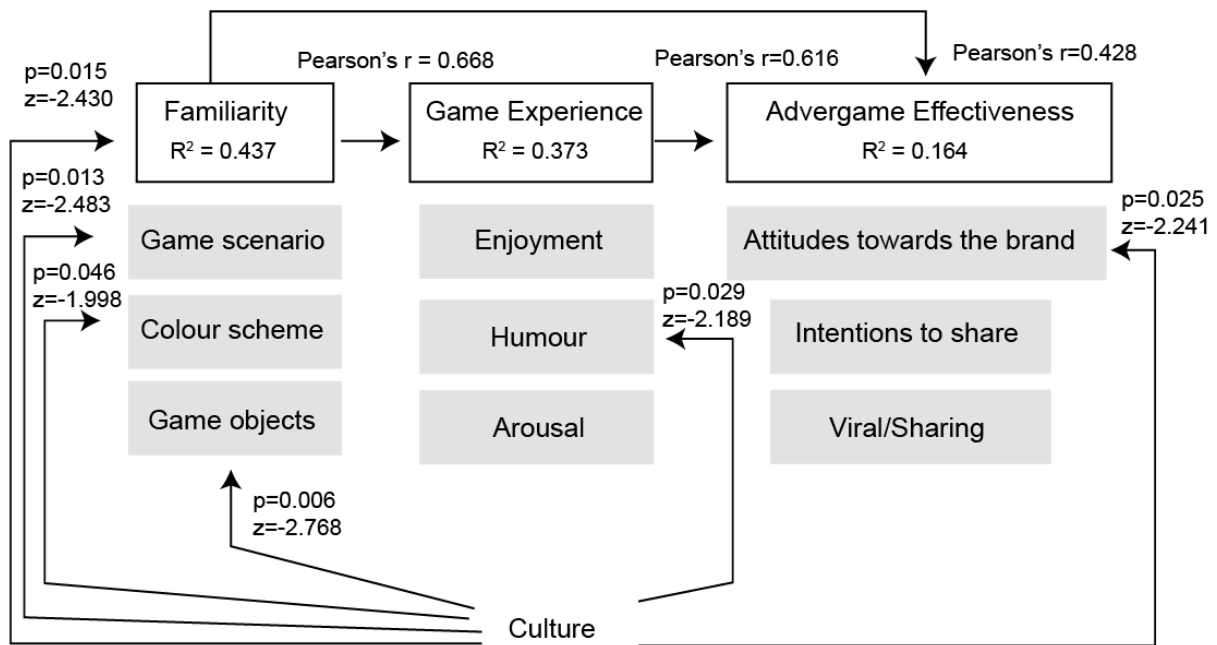 Pearson’s r = 0.668
Pearson’s r=0.616
Pearson’s r=0.428
p=0.015
z=-2.430
Familiarity
R² = 0.437
Game Experience
R² = 0.373
Advergame Effectiveness
R² = 0.164
p=0.013
z=-2.483
Game scenario
Enjoyment
Attitudes towards the brand
p=0.025
z=-2.241
p=0.046
z=-1.998
Colour scheme
Humour
p=0.029
z=-2.189
Intentions to share
Game objects
Arousal
Viral/Sharing
p=0.006
z=-2.768
Culture